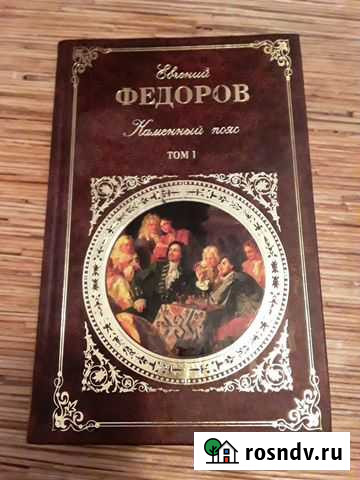 Евгений
ФЕДОРОВ
Каменный пояс
ТОМ 1
rosndv.ru